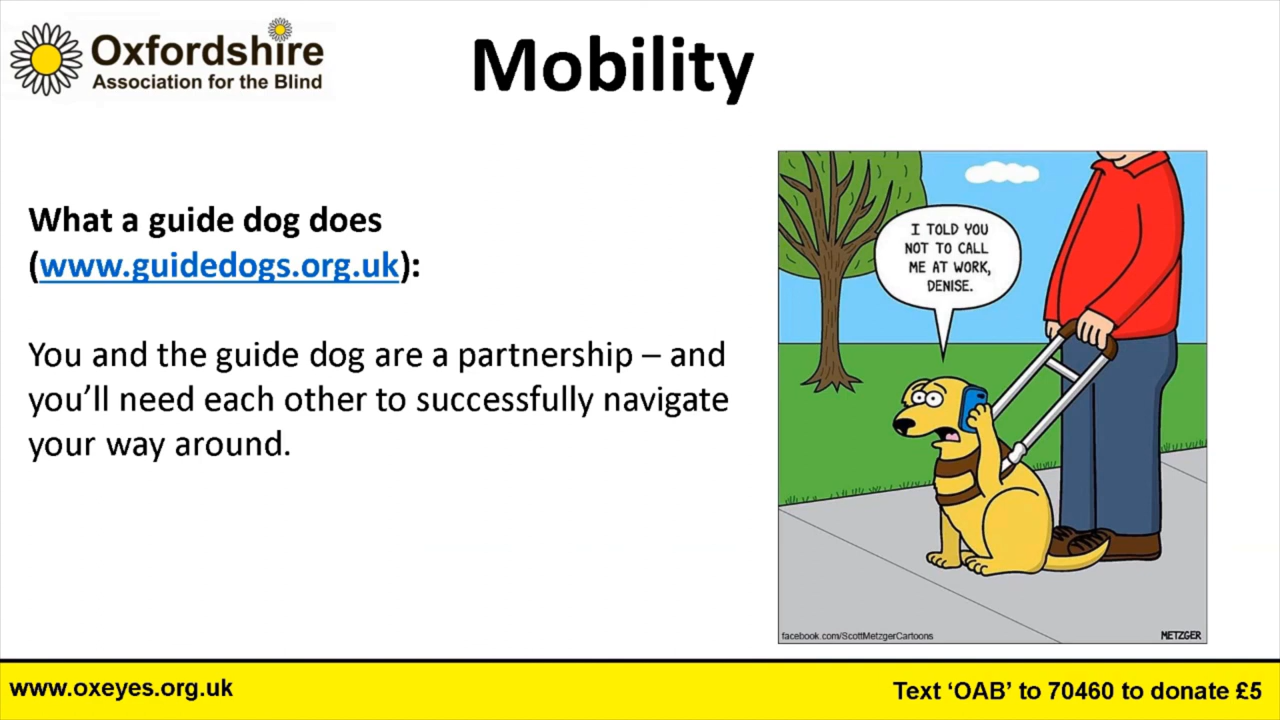 Oxfordshire
Association for the Blind
Mobility
What a guide dog does
(www.guidedogs.org.uk):
You and the guide dog are a partnership – and
you’ll need each other to successfully navigate
your way around.
I TOLD YOU
NOT TO CALL
ME AT WORK,
DENISE.
facebook.com/ScottMetzgerCartoons
METZGER
www.oxeyes.org.uk
Text ‘OAB’ to 70460 to donate £5